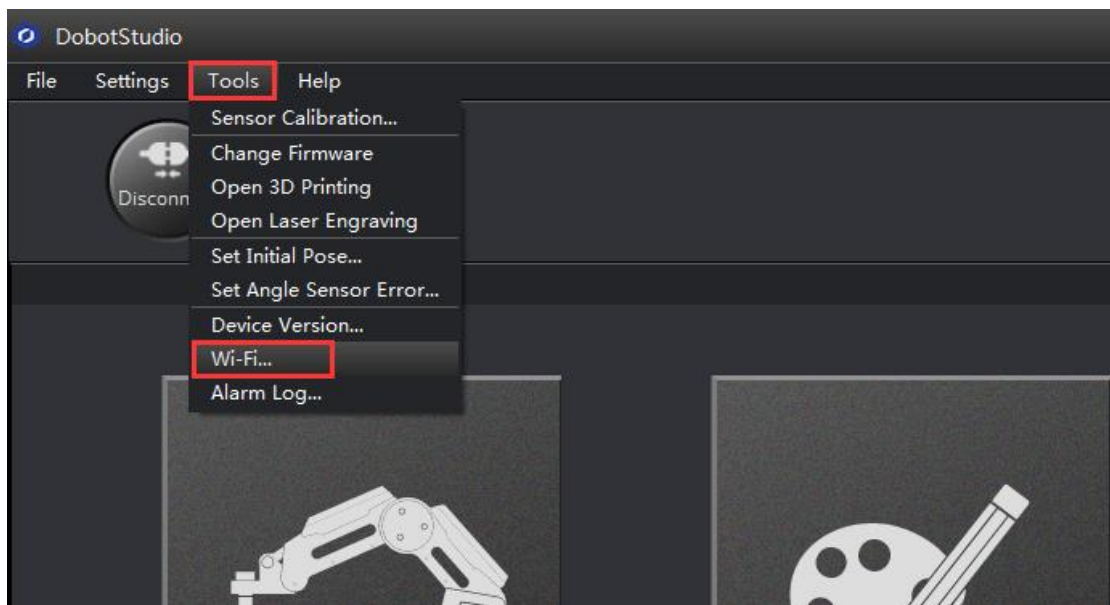 DobotStudio
File Settings Tools Help
Sensor Calibration...
Change Firmware
Open 3D Printing
Open Laser Engraving
Set Initial Pose...
Set Angle Sensor Error...
Device Version...
Wi-Fi...
Alarm Log...